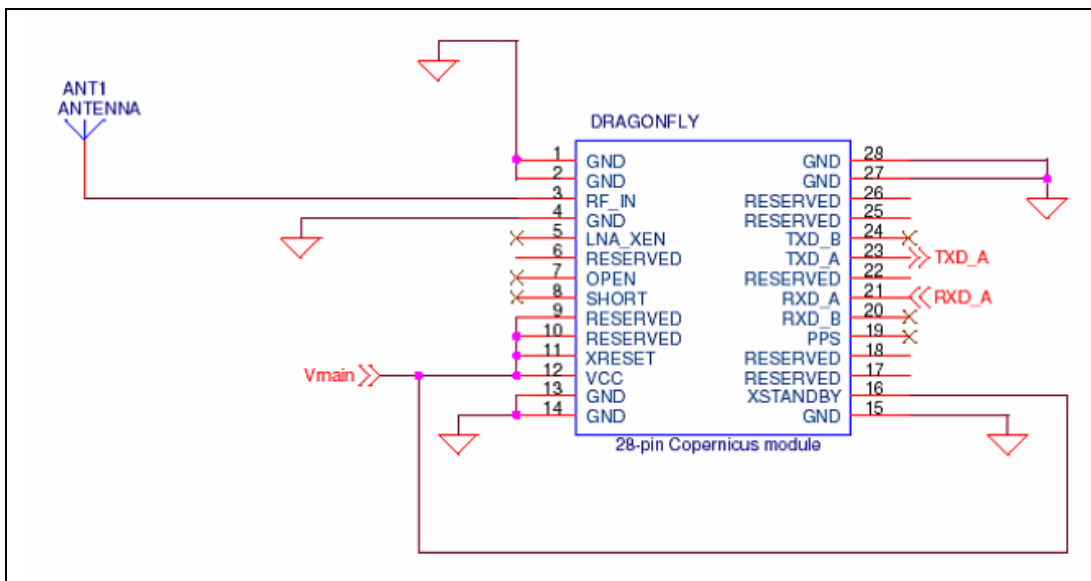 ANT1
ANTENNA
DRAGONFLY
1 GND GND 28
2 GND GND 27
3 RF_IN RESERVED 26
4 GND RESERVED 25
5 LNA_XEN TXD_B 24
6 RESERVED TXD_A 23 TXD_A
7 OPEN RESERVED 22
8 SHORT RXD_A 21 RXD_A
9 RESERVED RXD_B 20
10 RESERVED PPS 19
11 XRESET RESERVED 18
Vmain 12 VCC RESERVED 17
13 GND XSTANDBY 16
14 GND GND 15
28-pin Copernicus module